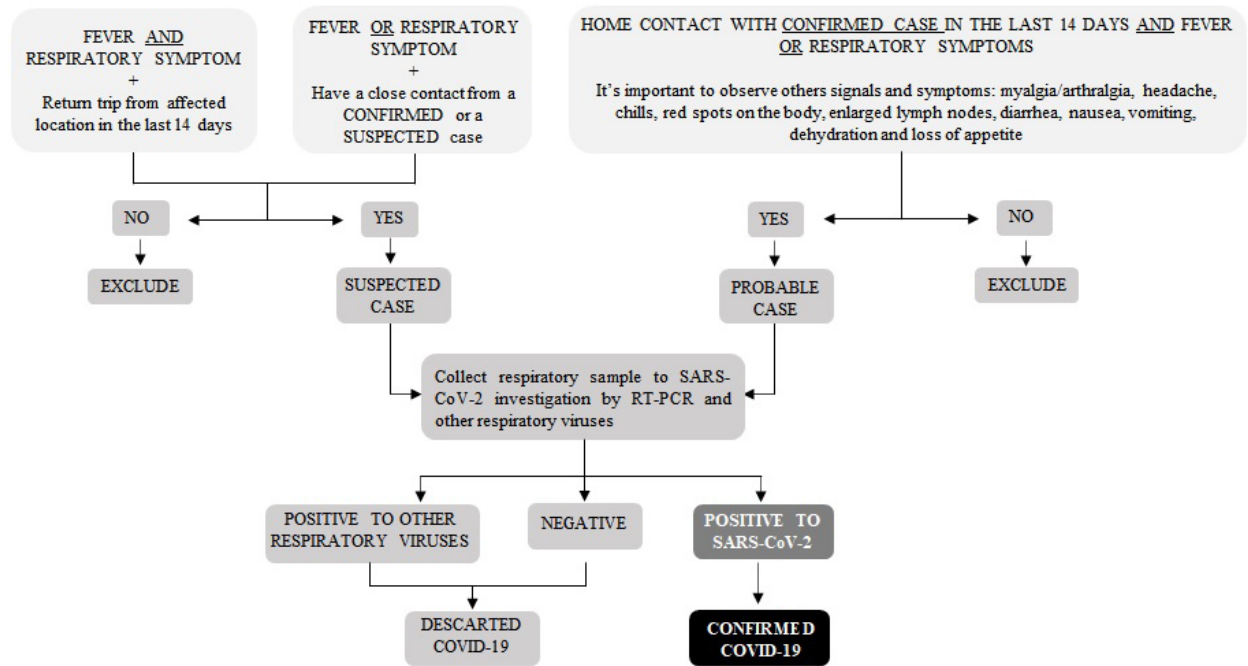 FEVER AND
RESPIRATORY SYMPTOM
+
Return trip from affected
location in the last 14 days
FEVER OR RESPIRATORY
SYMPTOM
+
Have a close contact from a
CONFIRMED or a
SUSPECTED case
HOME CONTACT WITH CONFIRMED CASE IN THE LAST 14 DAYS AND FEVER
OR RESPIRATORY SYMPTOMS
It's important to observe others signals and symptoms: myalgia/arthralgia, headache,
chills, red spots on the body, enlarged lymph nodes, diarrhea, nausea, vomiting,
dehydration and loss of appetite
NO
YES
YES
NO
EXCLUDE
SUSPECTED
CASE
PROBABLE
CASE
EXCLUDE
Collect respiratory sample to SARS-
CoV-2 investigation by RT-PCR and
other respiratory viruses
POSITIVE TO OTHER
RESPIRATORY VIRUSES
NEGATIVE
POSITIVE TO
SARS-CoV-2
DESCARTED
COVID-19
CONFIRMED
COVID-19